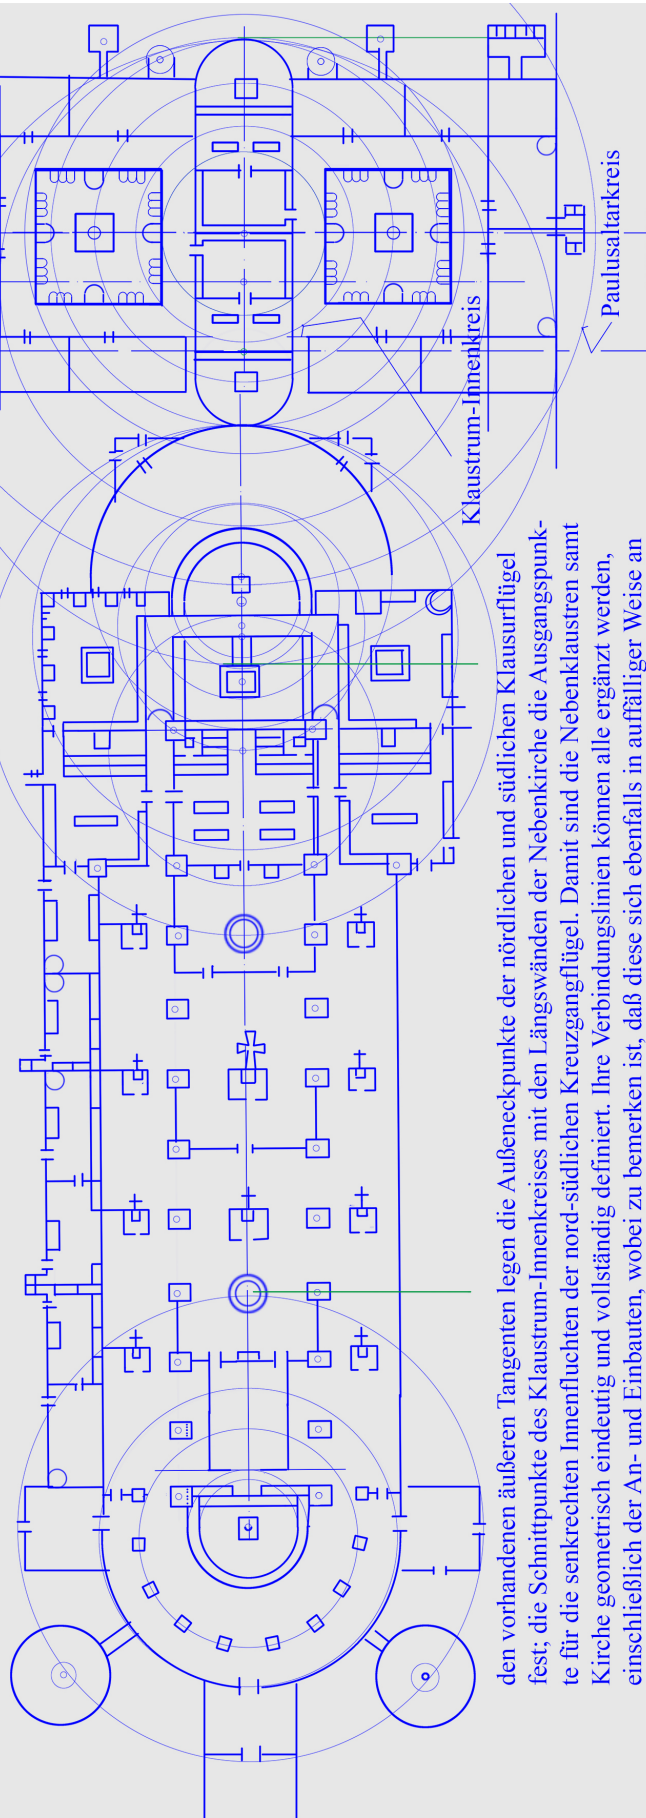 Paulusaltarkreis
Klaustrum-Innenkreis
den vorhandenen äußeren Tangenten legen die Außeneckpunkte der nördlichen und südlichen Klausurflügel
fest; die Schnittpunkte des Klaustrum-Innenkreises mit den Längswänden der Nebenkirche die Ausgangspunk-
te für die senkrechten Innenfluchten der nord-südlichen Kreuzgangflügel. Damit sind die Nebenklaustren samt
Kirche geometrisch eindeutig und vollständig definiert. Ihre Verbindungslinien können alle ergänzt werden,
einschließlich der An- und Einbauten, wobei zu bemerken ist, daß diese sich ebenfalls in auffälliger Weise an